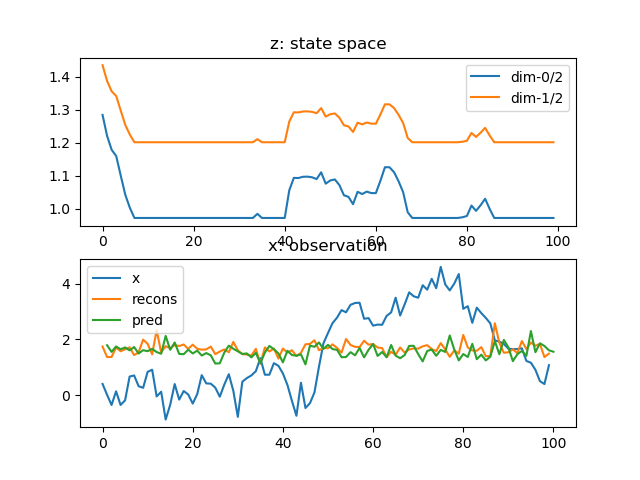 z: state space
1.4
1.3
1.2
1.1
1.0
dim-0/2
dim-1/2
0 20 40 60 80 100
x: observation
4
2
0
x
recons
pred
0 20 40 60 80 100